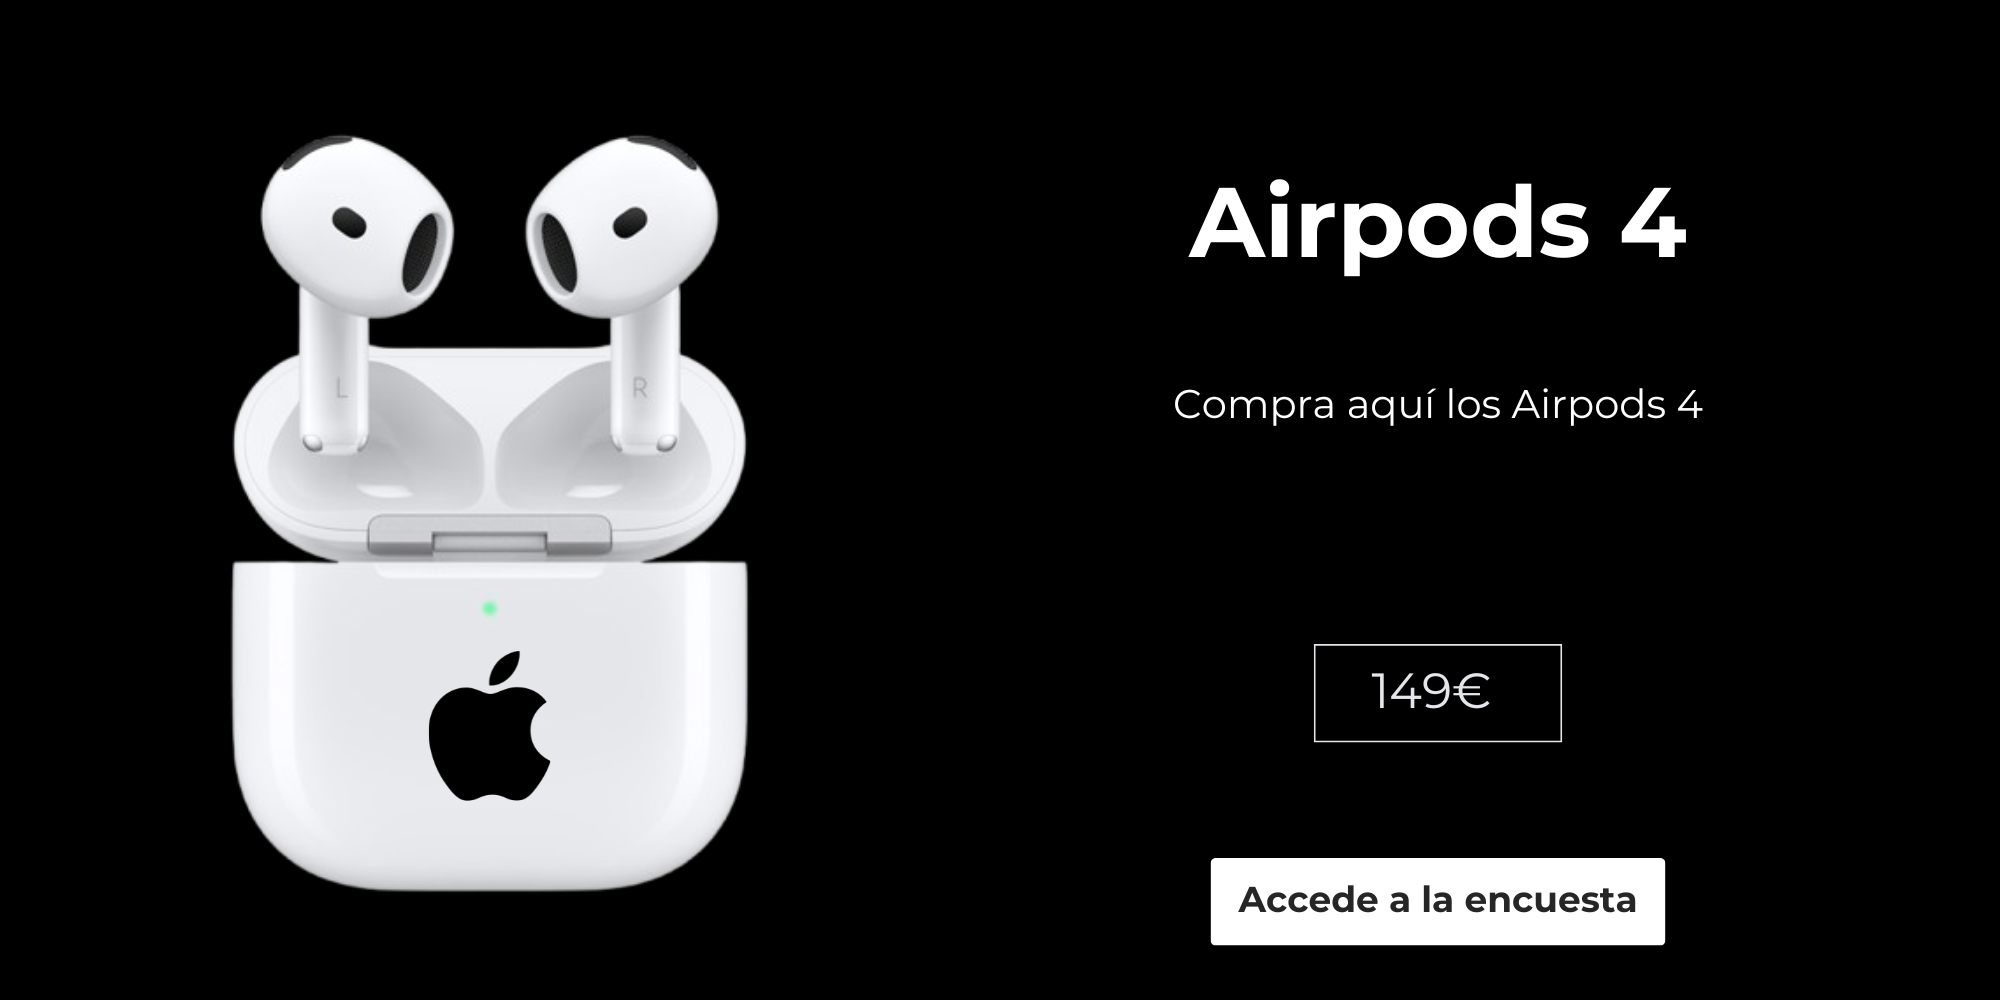 Airpods 4
Compra aquí los Airpods 4
L
R
149€
Accede a la encuesta